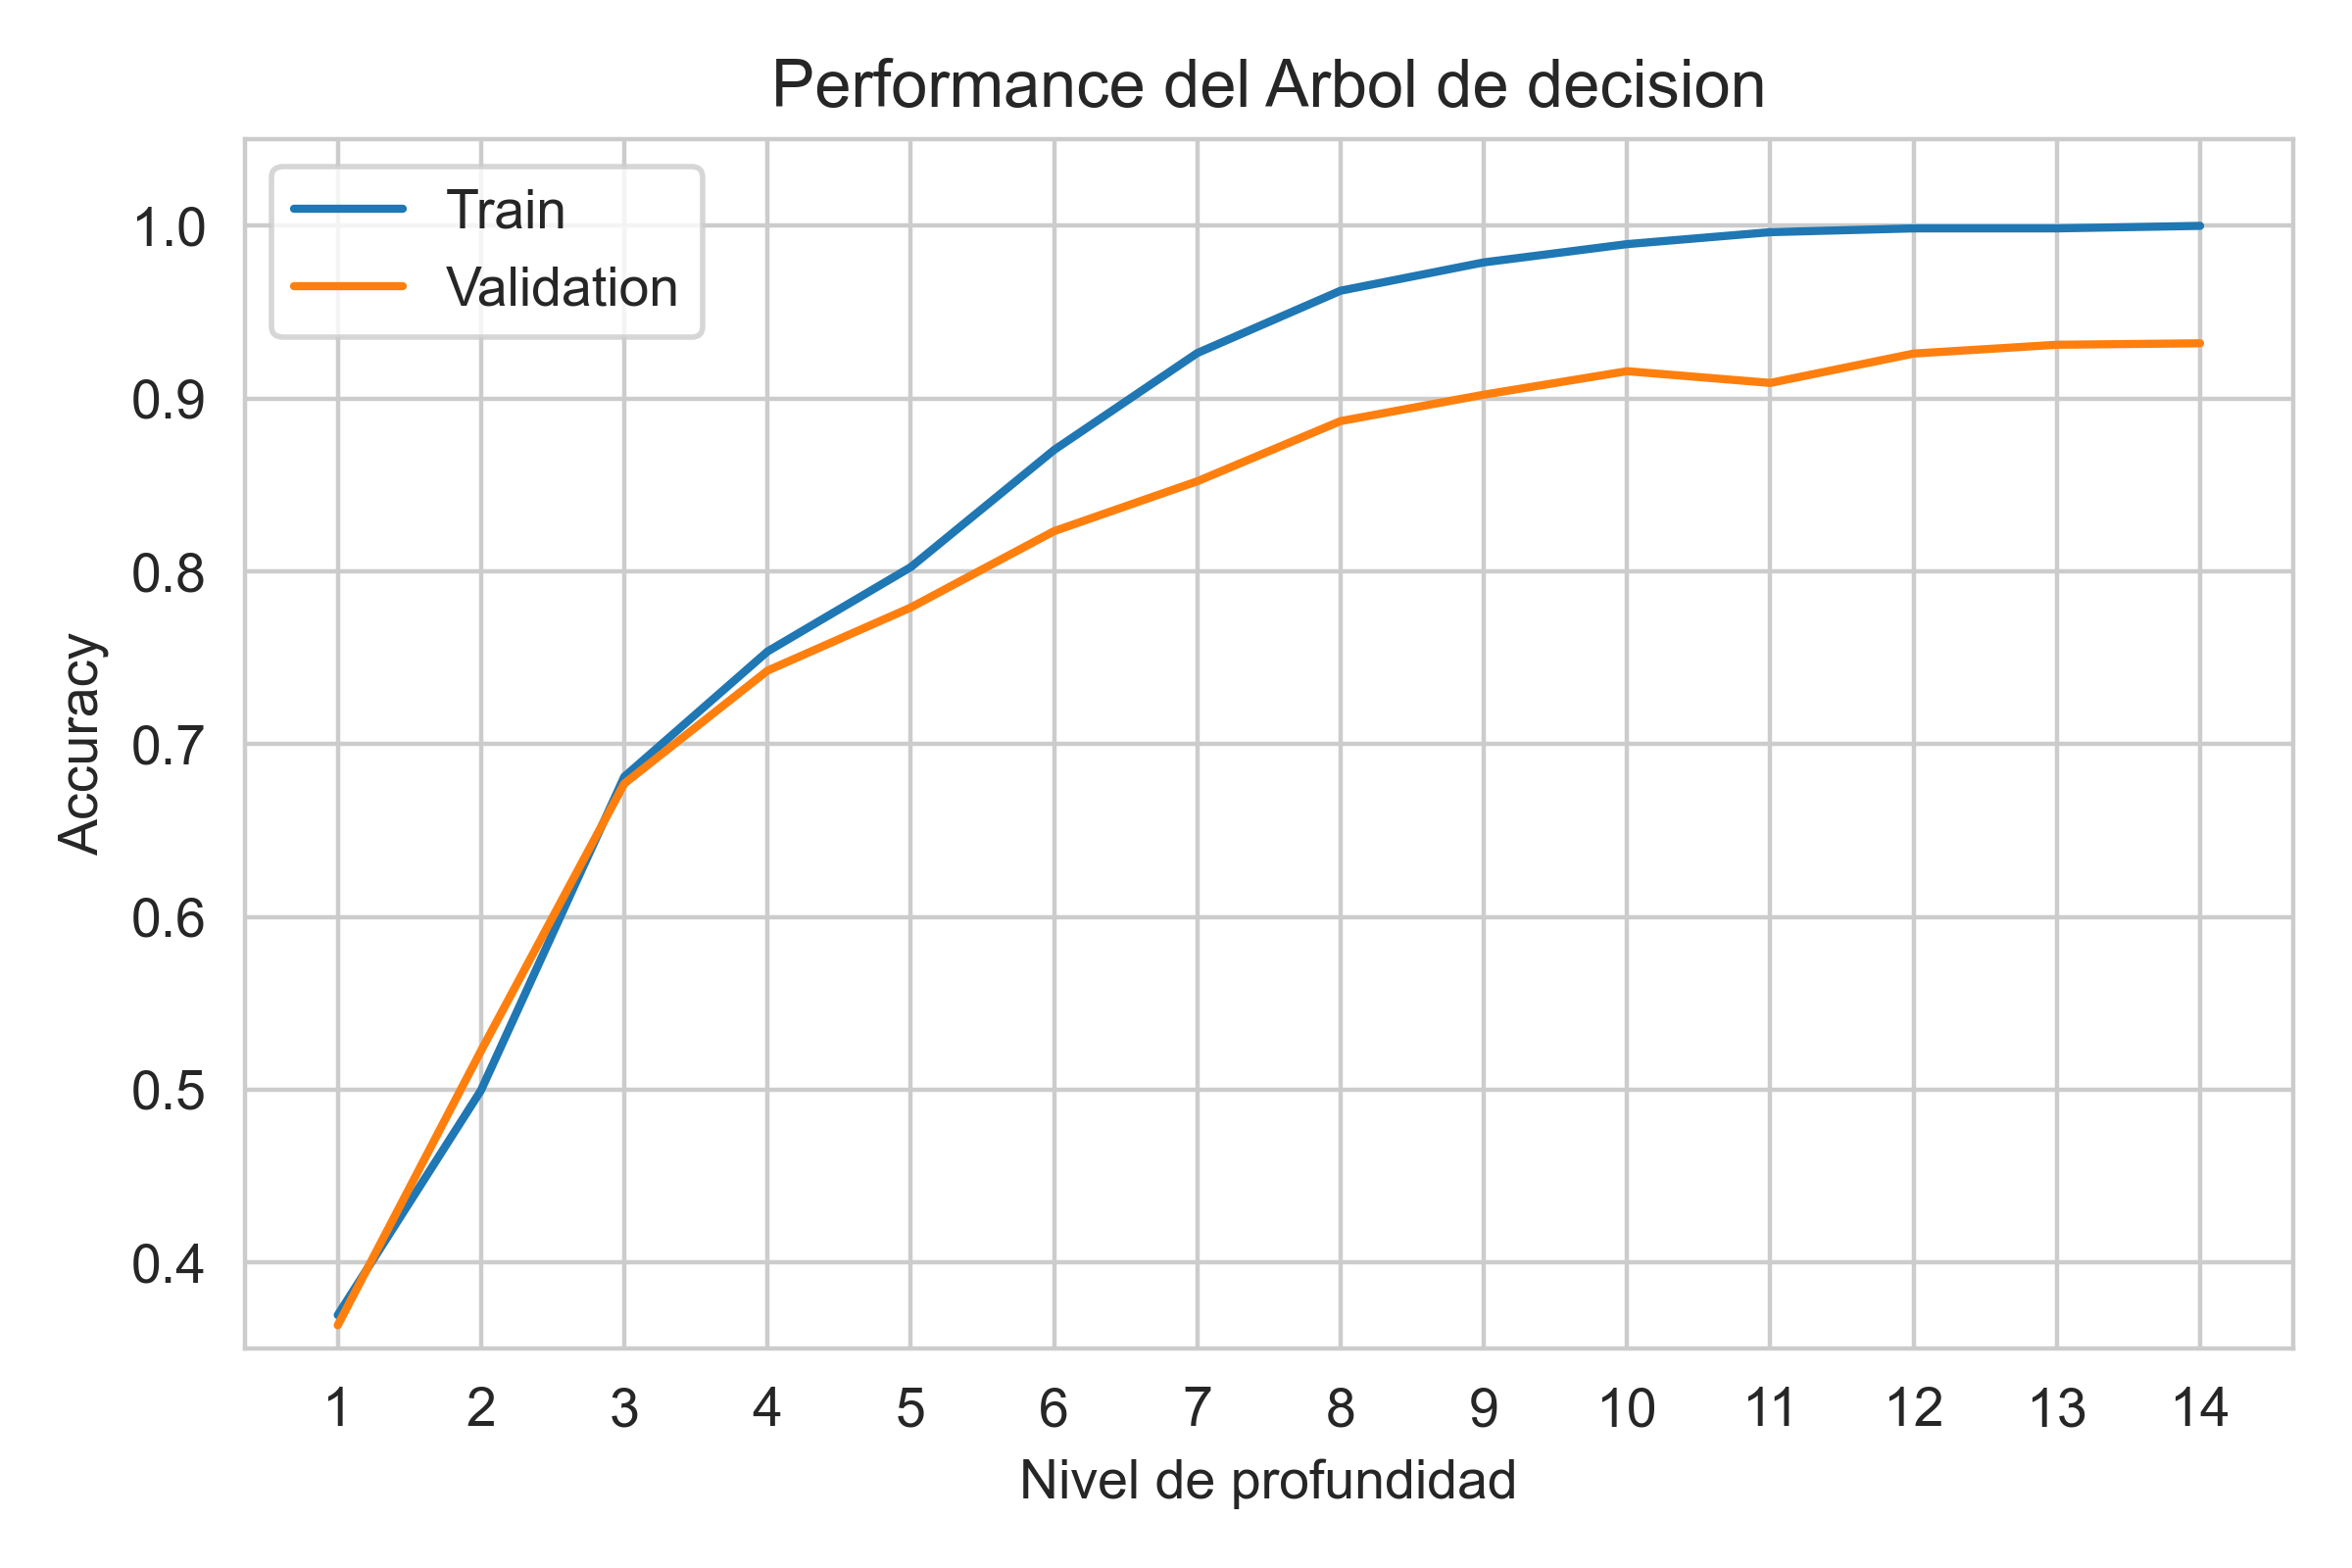 Performance del Arbol de decision
Train
Validation
1.0
0.9
0.8
0.7
0.6
0.5
0.4
Accuracy
1 2 3 4 5 6 7 8 9 10 11 12 13 14
Nivel de profundidad